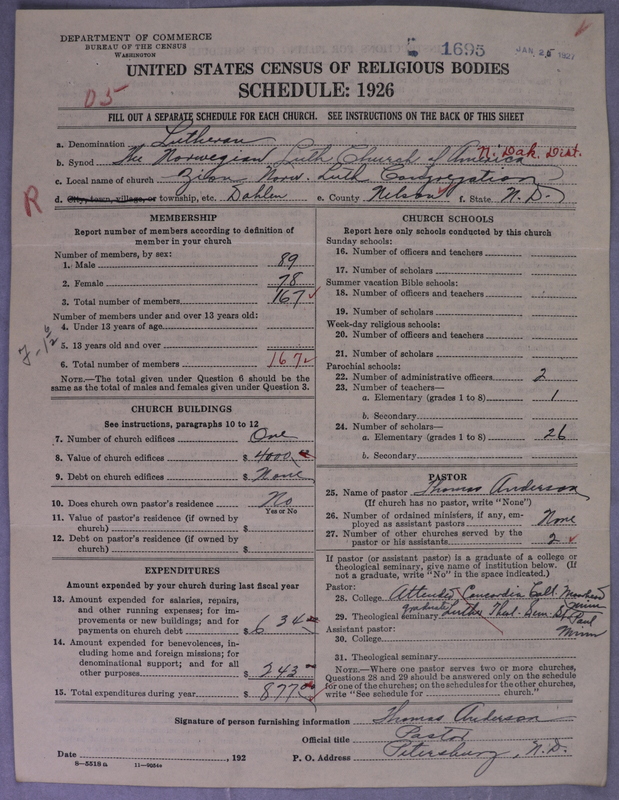 DEPARTMENT OF COMMERCE
BUREAU OF THE CENSUS
WASHINGTON
1695
JAN 25 1927
UNITED STATES CENSUS OF RELIGIOUS BODIES
SCHEDULE: 1926
D5
FILL OUT A SEPARATE SCHEDULE FOR EACH CHURCH. SEE INSTRUCTIONS ON THE BACK OF THIS SHEET
a. Denomination Lutheran
b. Synod The Norwegian Luth Church of America N. Dak. Dist.
c. Local name of church Zion Norw. Luth Congregation
R
d. City, town, village, or township, etc. Dahlen e. County Nelson f. State N. D.
MEMBERSHIP
Report number of members according to definition of
member in your church
Number of members, by sex:
1. Male 89
2. Female 78
3. Total number of members 167
Number of members under and over 13 years old:
4. Under 13 years of age
5. 13 years old and over
6. Total number of members 167
NOTE.—The total given under Question 6 should be the
same as the total of males and females given under Question 3.
CHURCH BUILDINGS
See instructions, paragraphs 10 to 12
7. Number of church edifices One
8. Value of church edifices $ 4000
9. Debt on church edifices $ None
10. Does church own pastor's residence No
Yes or No
11. Value of pastor's residence (if owned by
church) $
12. Debt on pastor's residence (if owned by
church) $
EXPENDITURES
Amount expended by your church during last fiscal year
13. Amount expended for salaries, repairs,
and other running expenses; for im-
provements or new buildings; and for
payments on church debt $ 634
14. Amount expended for benevolences, in-
cluding home and foreign missions; for
denominational support; and for all
other purposes $ 243
15. Total expenditures during year $ 877
CHURCH SCHOOLS
Report here only schools conducted by this church
Sunday schools:
16. Number of officers and teachers
17. Number of scholars
Summer vacation Bible schools:
18. Number of officers and teachers
19. Number of scholars
Week-day religious schools:
20. Number of officers and teachers
21. Number of scholars
Parochial schools:
22. Number of administrative officers 2
23. Number of teachers—
a. Elementary (grades 1 to 8) 1
b. Secondary
24. Number of scholars—
a. Elementary (grades 1 to 8) 26
b. Secondary
PASTOR
25. Name of pastor Thomas Anderson
(If church has no pastor, write "None")
26. Number of ordained ministers, if any, em-
ployed as assistant pastors None
27. Number of other churches served by the
pastor or his assistants 2
If pastor (or assistant pastor) is a graduate of a college or
theological seminary, give name of institution below. (If
not a graduate, write "No" in the space indicated.)
Pastor:
28. College Attended Concordia Coll. Moorhead Minn
29. Theological seminary graduate Luther Theol. Sem St Paul Minn
Assistant pastor:
30. College
31. Theological seminary
NOTE.—Where one pastor serves two or more churches,
Questions 28 and 29 should be answered only on the schedule
for one of the churches; on the schedules for the other churches,
write "See schedule for church."
Signature of person furnishing information Thomas Anderson
Official title Pastor
Date , 192 P. O. Address Petersburg, N.D.
8—5518a 11—9054a